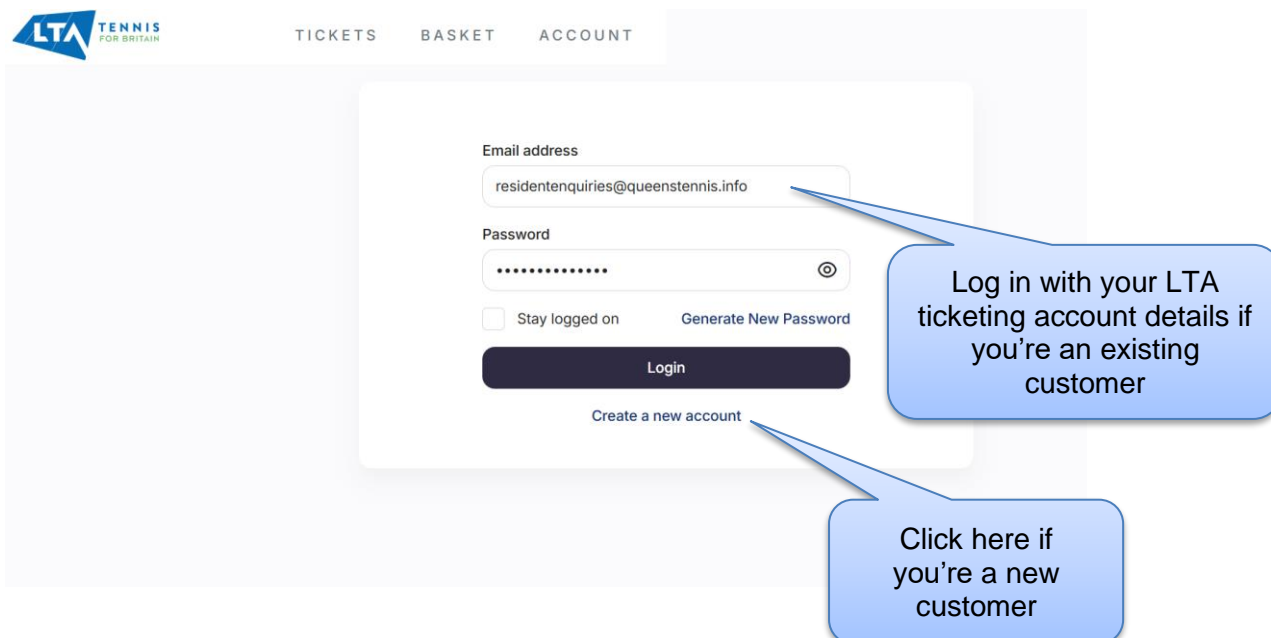 LTA TENNIS
FOR BRITAIN
TICKETS BASKET ACCOUNT
Email address
residentenquiries@queenstennis.info
Password
••••••••••••••
Stay logged on Generate New Password
Login
Create a new account
Log in with your LTA
ticketing account details if
you’re an existing
customer
Click here if
you’re a new
customer